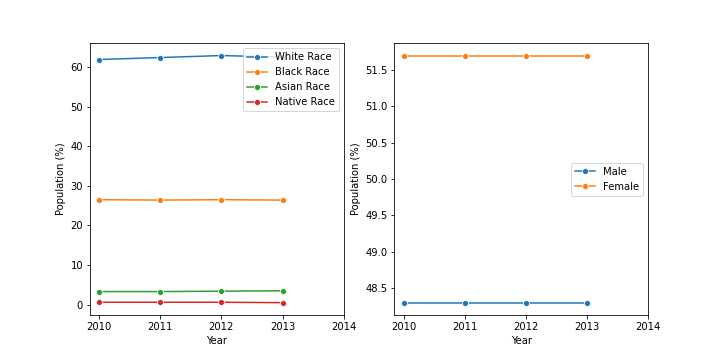 White Race
Black Race
Asian Race
Native Race
60
50
40
30
20
10
0
Population (%)
2010 2011 2012 2013 2014
Year
51.5
51.0
50.5
50.0
49.5
49.0
48.5
Population (%)
Male
Female
2010 2011 2012 2013 2014
Year